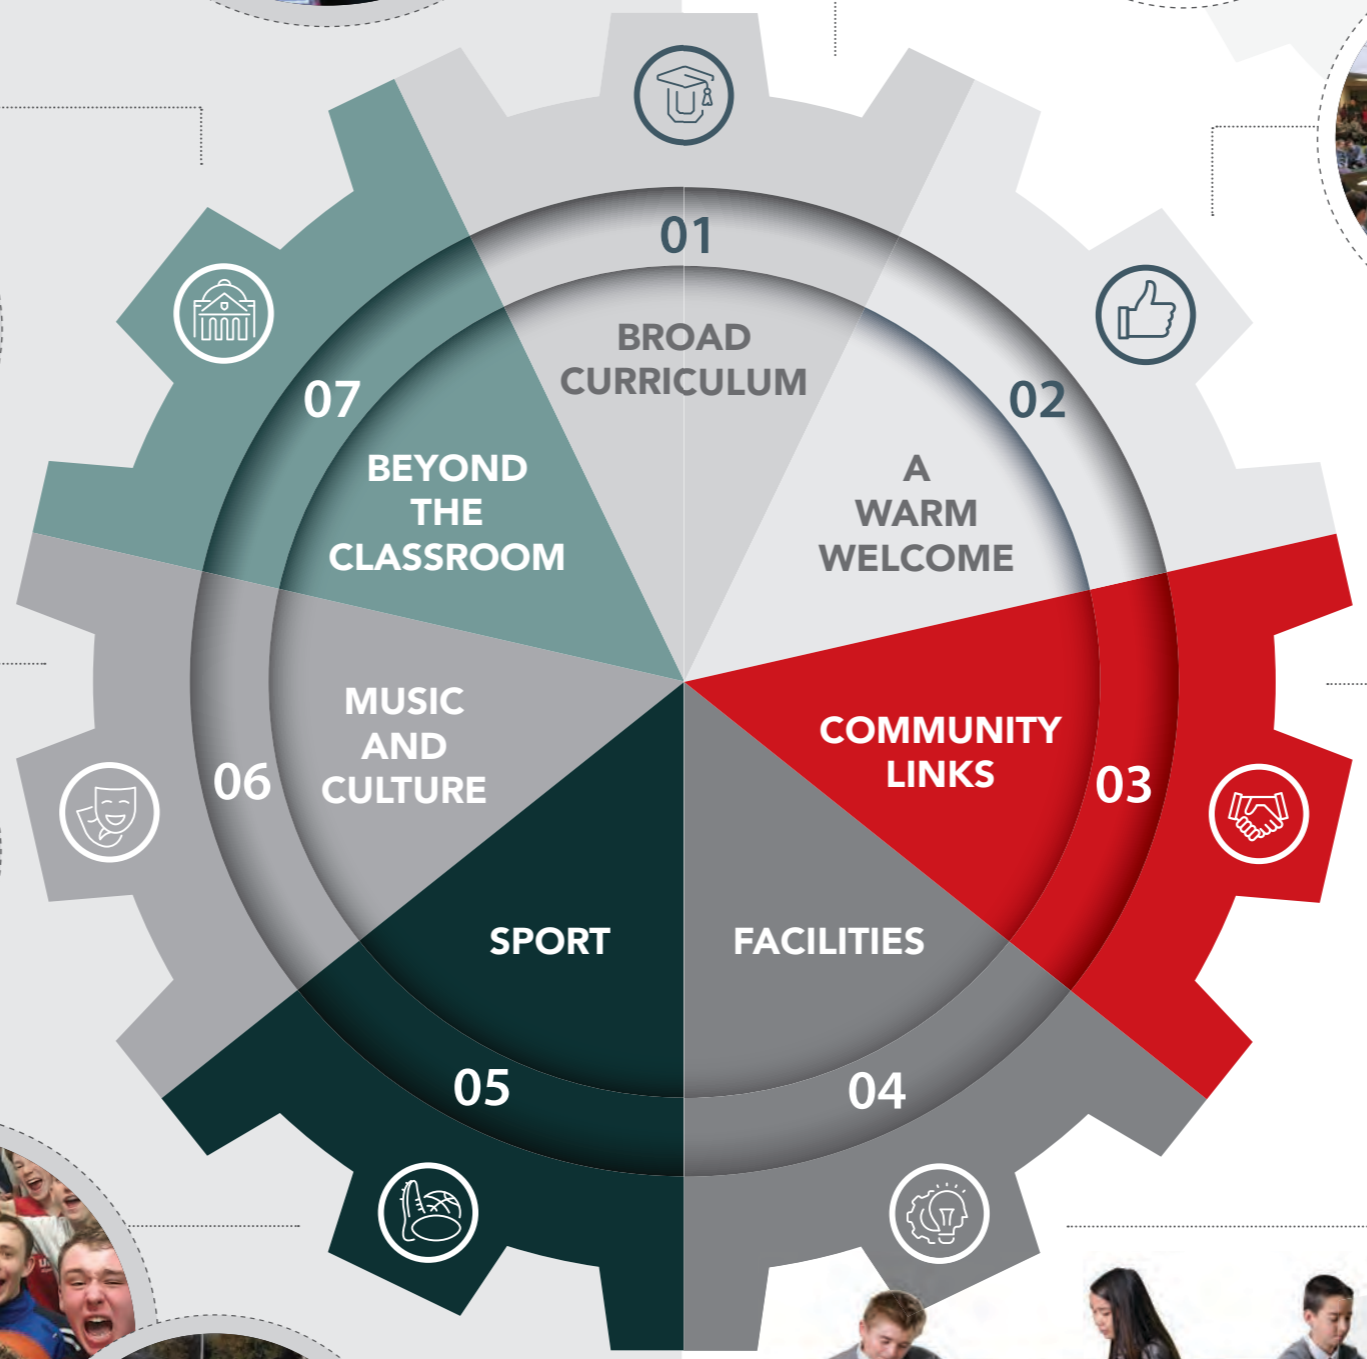 01
BROAD
CURRICULUM
02
A
WARM
WELCOME
03
COMMUNITY
LINKS
04
FACILITIES
05
SPORT
06
MUSIC
AND
CULTURE
07
BEYOND
THE
CLASSROOM